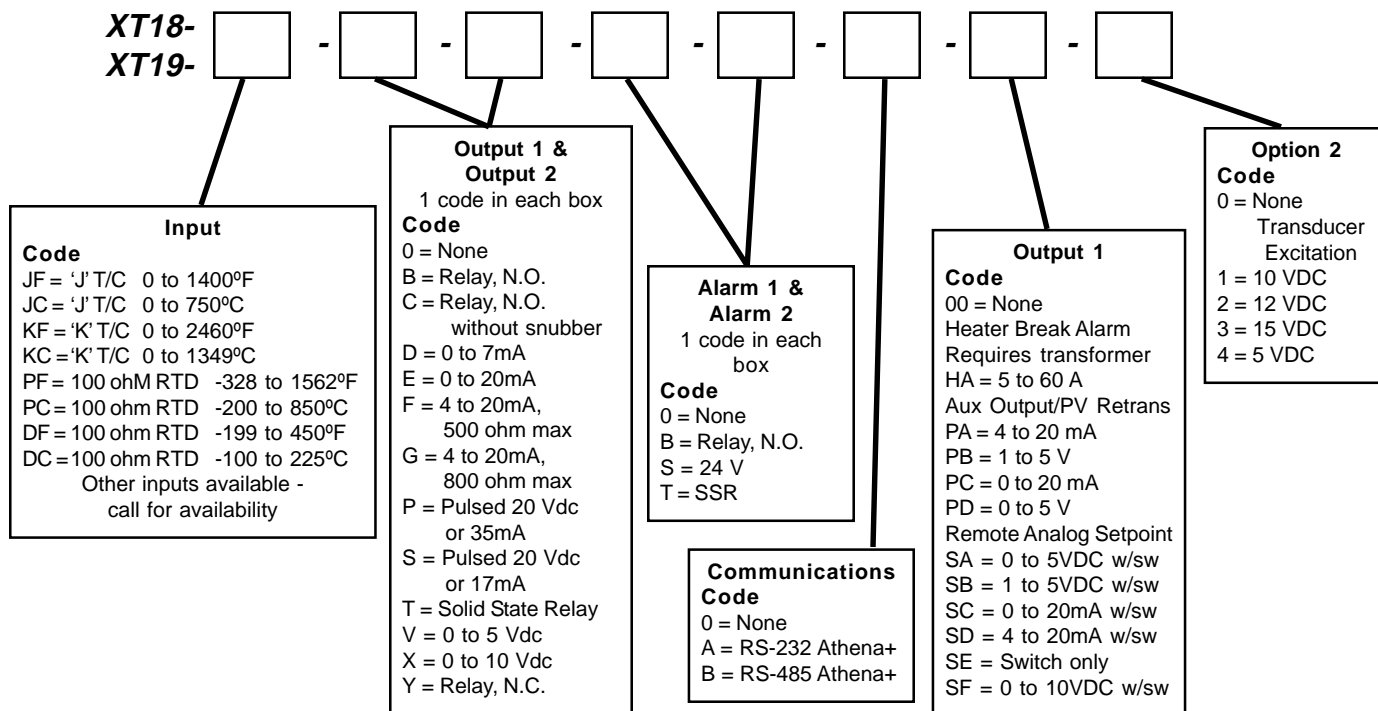 XT18-
XT19-
- - - - - - -
Input
Code
JF = 'J' T/C 0 to 1400ºF
JC = 'J' T/C 0 to 750ºC
KF = 'K' T/C 0 to 2460ºF
KC = 'K' T/C 0 to 1349ºC
PF = 100 ohM RTD -328 to 1562ºF
PC = 100 ohm RTD -200 to 850ºC
DF = 100 ohm RTD -199 to 450ºF
DC = 100 ohm RTD -100 to 225ºC
Other inputs available -
call for availability
Output 1 &
Output 2
1 code in each box
Code
0 = None
B = Relay, N.O.
C = Relay, N.O.
without snubber
D = 0 to 7mA
E = 0 to 20mA
F = 4 to 20mA,
500 ohm max
G = 4 to 20mA,
800 ohm max
P = Pulsed 20 Vdc
or 35mA
S = Pulsed 20 Vdc
or 17mA
T = Solid State Relay
V = 0 to 5 Vdc
X = 0 to 10 Vdc
Y = Relay, N.C.
Alarm 1 &
Alarm 2
1 code in each
box
Code
0 = None
B = Relay, N.O.
S = 24 V
T = SSR
Communications
Code
0 = None
A = RS-232 Athena+
B = RS-485 Athena+
Output 1
Code
00 = None
Heater Break Alarm
Requires transformer
HA = 5 to 60 A
Aux Output/PV Retrans
PA = 4 to 20 mA
PB = 1 to 5 V
PC = 0 to 20 mA
PD = 0 to 5 V
Remote Analog Setpoint
SA = 0 to 5VDC w/sw
SB = 1 to 5VDC w/sw
SC = 0 to 20mA w/sw
SD = 4 to 20mA w/sw
SE = Switch only
SF = 0 to 10VDC w/sw
Option 2
Code
0 = None
Transducer
Excitation
1 = 10 VDC
2 = 12 VDC
3 = 15 VDC
4 = 5 VDC